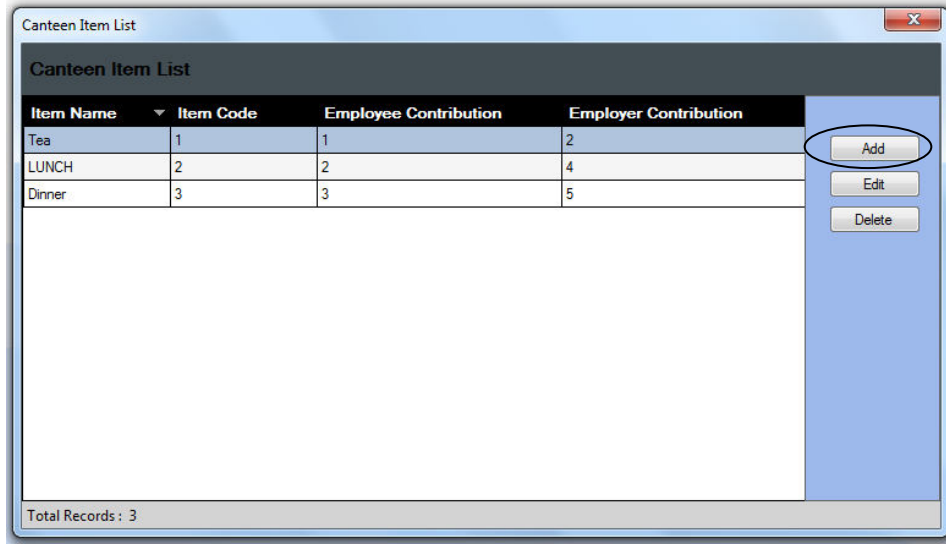 Canteen Item List
Canteen Item List
Item Name Item Code Employee Contribution Employer Contribution
Tea 1 1 2
LUNCH 2 2 4
Dinner 3 3 5
Add
Edit
Delete
Total Records : 3